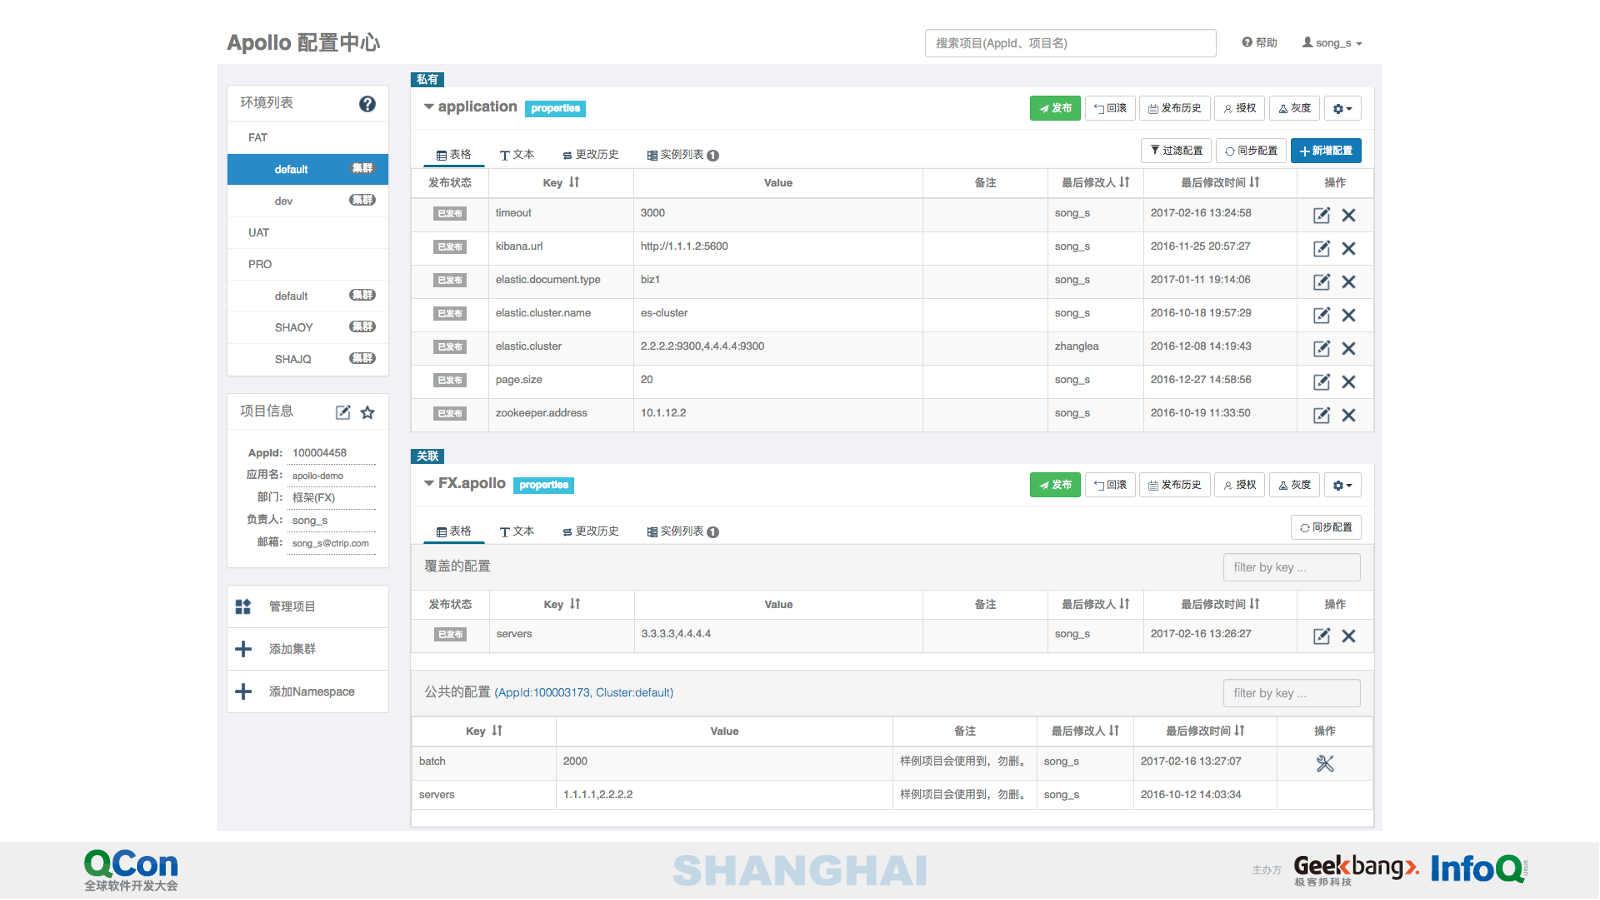 Apollo 配置中心
搜索项目(AppId、项目名)
帮助
song_s
环境列表
FAT
default 集群
dev 集群
UAT
PRO
default 集群
SHAOY 集群
SHAJQ 集群
项目信息
AppId: 100004458
应用名: apollo-demo
部门: 框架(FX)
负责人: song_s
邮箱: song_s@ctrip.com
管理项目
添加集群
添加Namespace
私有
application properties
发布 回滚 发布历史 授权 灰度
表格 文本 更改历史 实例列表 1
过滤配置 同步配置 新增配置
发布状态 Key Value 备注 最后修改人 最后修改时间 操作
已发布 timeout 3000 song_s 2017-02-16 13:24:58
已发布 kibana.url http://1.1.1.2:5600 song_s 2016-11-25 20:57:27
已发布 elastic.document.type biz1 song_s 2017-01-11 19:14:06
已发布 elastic.cluster.name es-cluster song_s 2016-10-18 19:57:29
已发布 elastic.cluster 2.2.2.2:9300,4.4.4.4:9300 zhanglea 2016-12-08 14:19:43
已发布 page.size 20 song_s 2016-12-27 14:58:56
已发布 zookeeper.address 10.1.12.2 song_s 2016-10-19 11:33:50
关联
FX.apollo properties
发布 回滚 发布历史 授权 灰度
表格 文本 更改历史 实例列表 1
同步配置
覆盖的配置 filter by key ...
发布状态 Key Value 备注 最后修改人 最后修改时间 操作
已发布 servers 3.3.3.3,4.4.4.4 song_s 2017-02-16 13:26:27
公共的配置 (AppId:100003173, Cluster:default) filter by key ...
Key Value 备注 最后修改人 最后修改时间 操作
batch 2000 样例项目会使用到，勿删。 song_s 2017-02-16 13:27:07
servers 1.1.1.1,2.2.2.2 样例项目会使用到，勿删。 song_s 2016-10-12 14:03:34
QCon
全球软件开发大会
SHANGHAI
主办方
Geekbang>.
极客邦科技
InfoQ